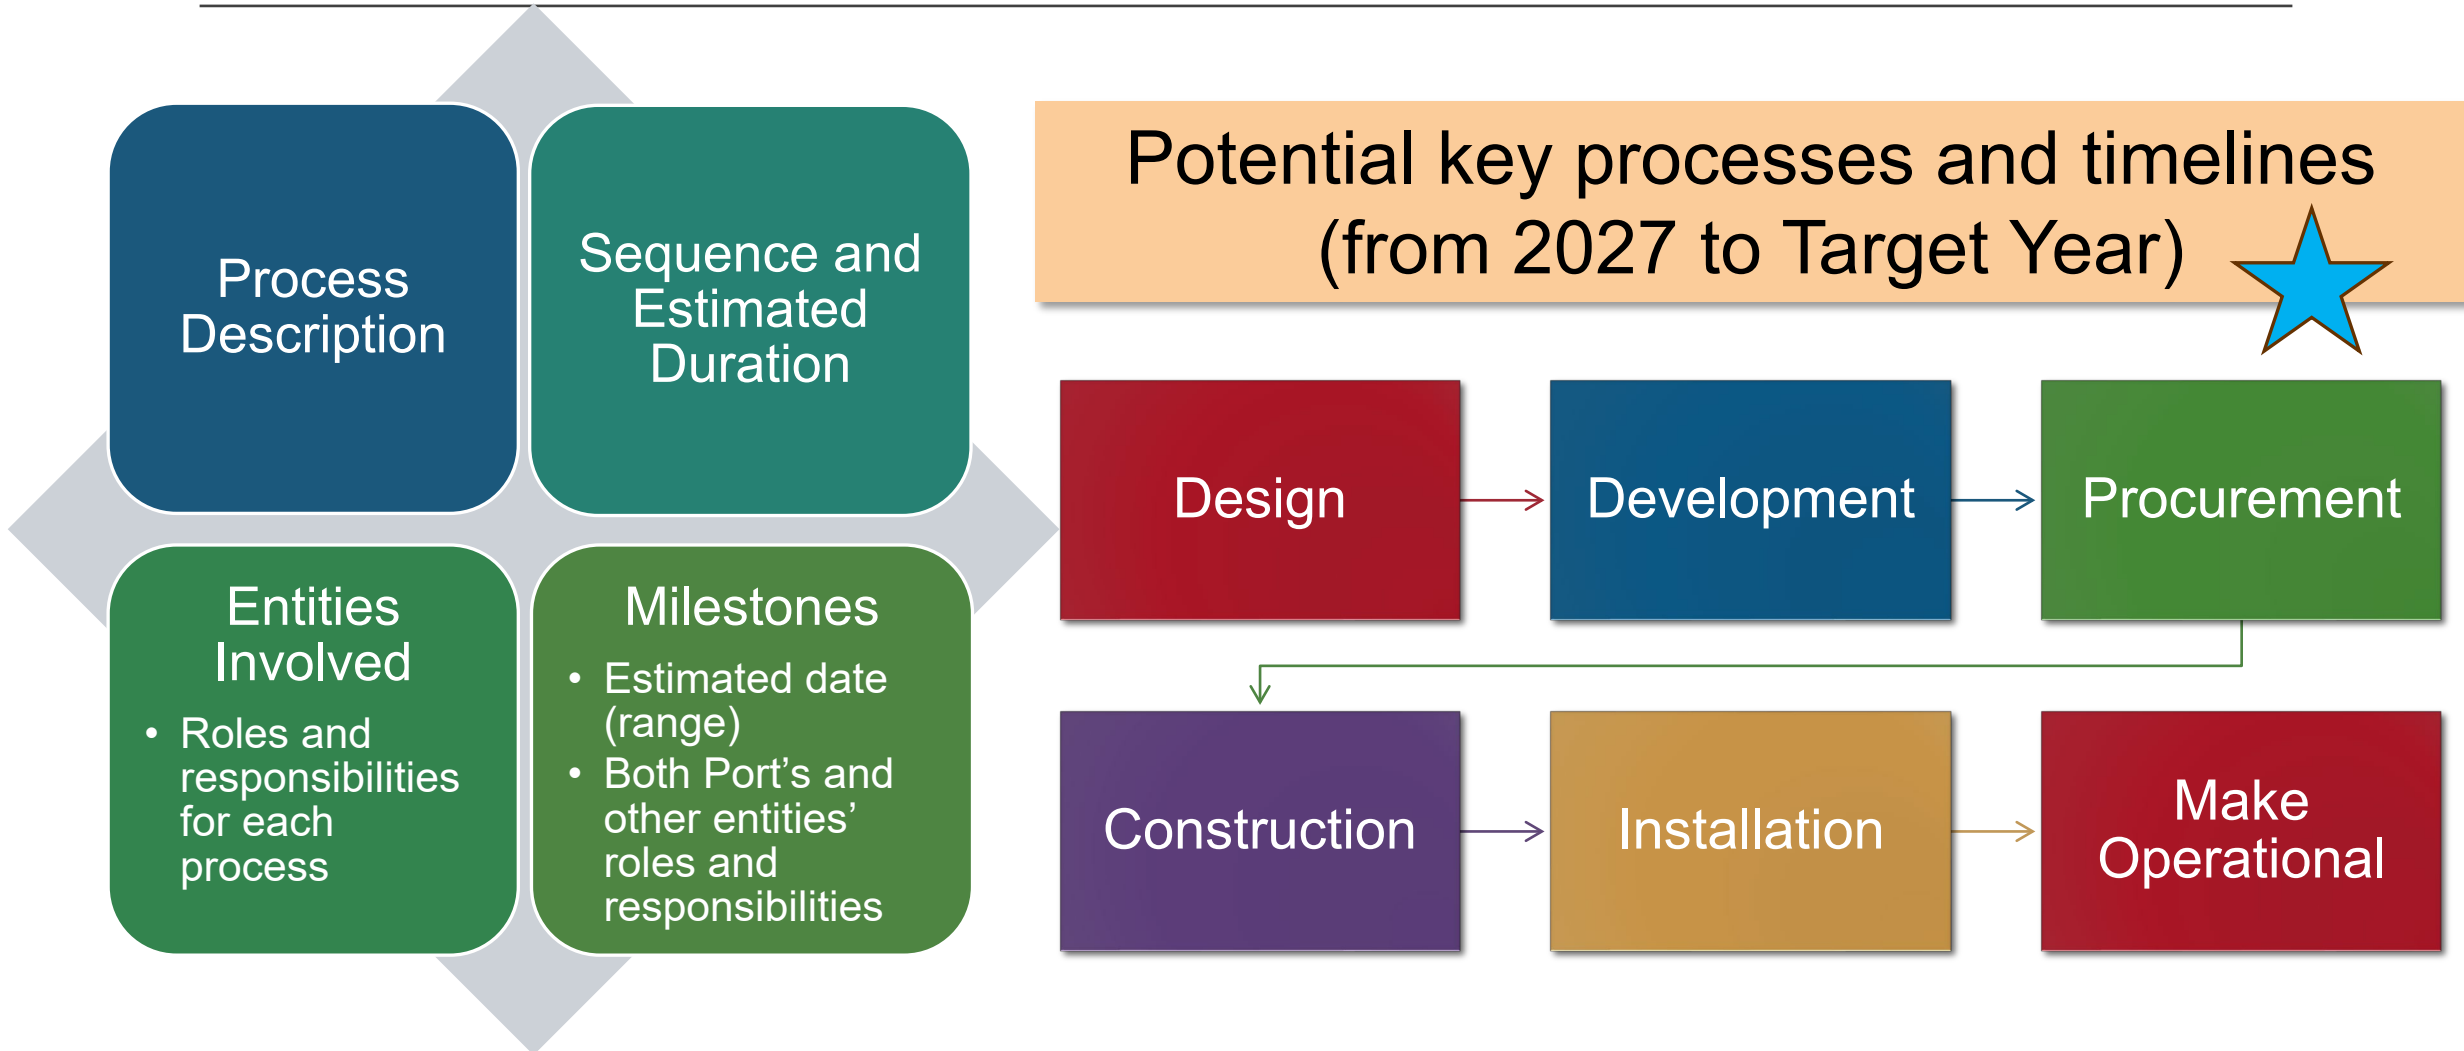 Process
Description
Sequence and
Estimated
Duration
Entities
Involved
• Roles and
responsibilities
for each
process
Milestones
• Estimated date
(range)
• Both Port’s and
other entities’
roles and
responsibilities
Potential key processes and timelines
(from 2027 to Target Year)
Design
Development
Procurement
Construction
Installation
Make
Operational